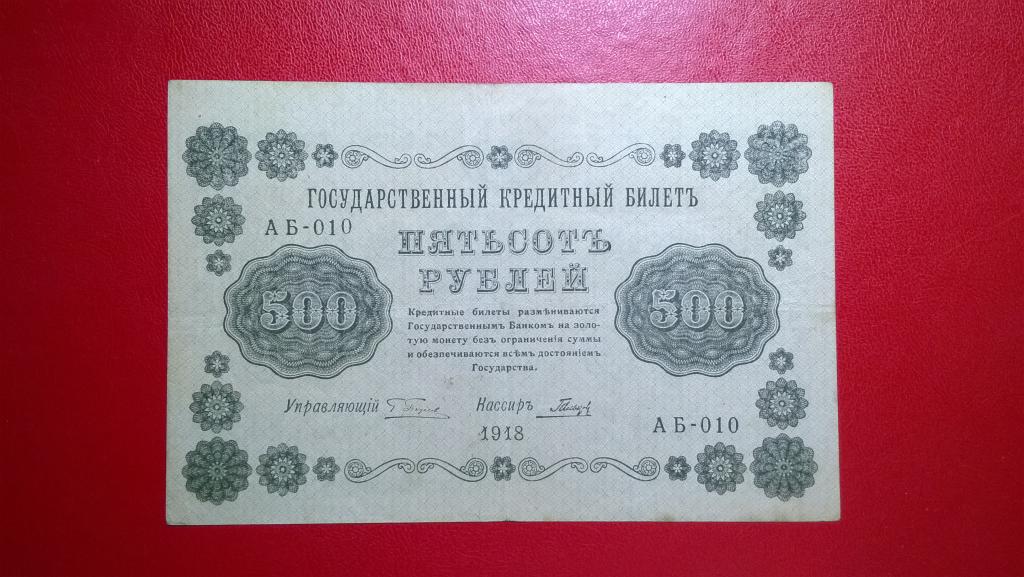 ГОСУДАРСТВЕННЫЙ КРЕДИТНЫЙ БИЛЕТЪ
АБ-010
ПЯТЬСОТЪ
РУБЛЕЙ
500
500
Кредитные билеты размѣниваются
Государственнымъ Банкомъ на золо-
тую монету безъ ограниченія суммы
и обезпечиваются всѣмъ достояніемъ
Государства.
Управляющій
Кассиръ
1918
АБ-010